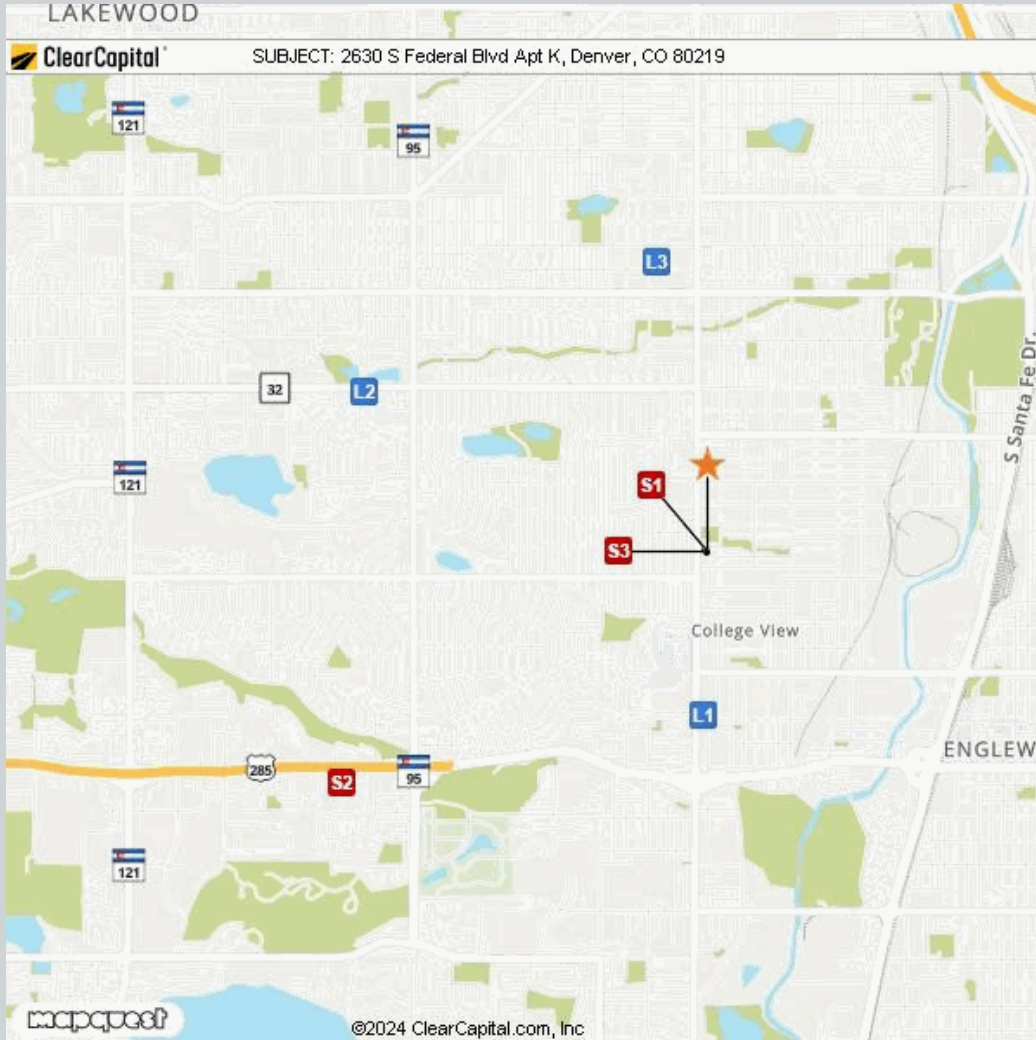 LAKEWOOD
ClearCapital
SUBJECT: 2630 S Federal Blvd Apt K, Denver, CO 80219
121
95
L3
32
L2
S Santa Fe Dr.
121
S1
S3
College View
L1
ENGLEW
285
95
S2
121
mapquest
©2024 ClearCapital.com, Inc